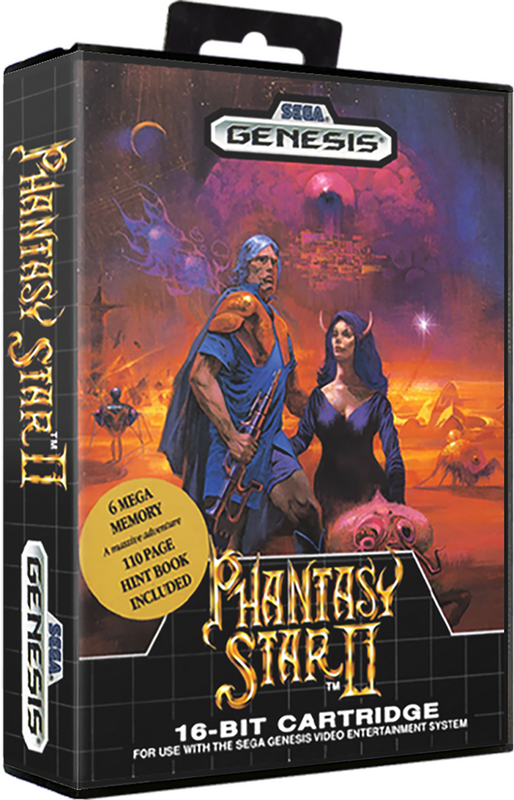 SEGA
GENESIS
PHANTASY STAR II
TM
SEGA
GENESIS
6 MEGA
MEMORY
A massive adventure
110 PAGE
HINT BOOK
INCLUDED
PHANTASY
STAR II
TM
16-BIT CARTRIDGE
FOR USE WITH THE SEGA GENESIS VIDEO ENTERTAINMENT SYSTEM